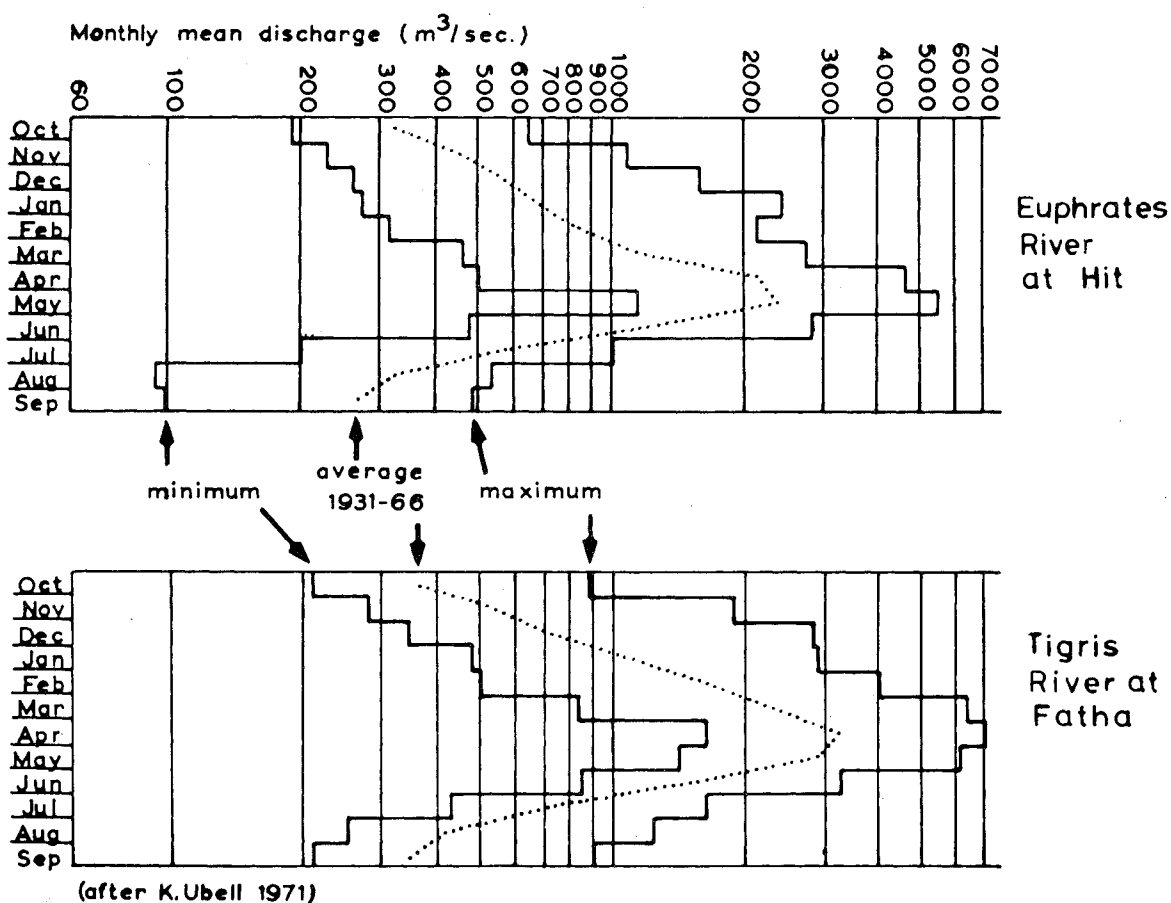 Monthly mean discharge (m³/sec.)
60 100 200 300 400 500 600 700 800 900 1000 2000 3000 4000 5000 6000 7000
Oct
Nov
Dec
Jan
Feb
Mar
Apr
May
Jun
Jul
Aug
Sep
Euphrates
River
at Hit
minimum
average
1931-66
maximum
Oct
Nov
Dec
Jan
Feb
Mar
Apr
May
Jun
Jul
Aug
Sep
Tigris
River at
Fatha
(after K.Ubell 1971)